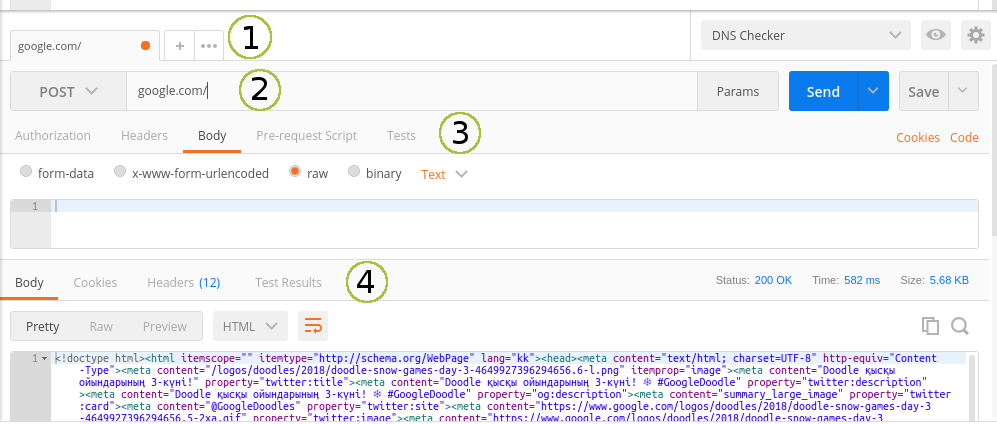 google.com/ + ••• 1 DNS Checker
POST google.com/ 2 Params Send Save
Authorization Headers Body Pre-request Script Tests 3 Cookies Code
form-data x-www-form-urlencoded raw binary Text
1
Body Cookies Headers (12) Test Results 4 Status: 200 OK Time: 582 ms Size: 5.68 KB
Pretty Raw Preview HTML
1 <!doctype html><html itemscope="" itemtype="http://schema.org/WebPage" lang="kk"><head><meta content="text/html; charset=UTF-8" http-equiv="Content
-Type"><meta content="/logos/doodles/2018/doodle-snow-games-day-3-4649927396294656.6-l.png" itemprop="image"><meta content="Doodle қысқы
ойындарының 3-күні!" property="twitter:title"><meta content="Doodle қысқы ойындарының 3-күні! ❄ #GoogleDoodle" property="twitter:description"
><meta content="Doodle қысқы ойындарының 3-күні! ❄ #GoogleDoodle" property="og:description"><meta content="summary_large_image" property="twitter
:card"><meta content="@GoogleDoodles" property="twitter:site"><meta content="https://www.google.com/logos/doodles/2018/doodle-snow-games-day-3
-4649927396294656.5-2xa.gif" property="twitter:image"><meta content="https://www.google.com/logos/doodles/2018/doodle-snow-games-day-3